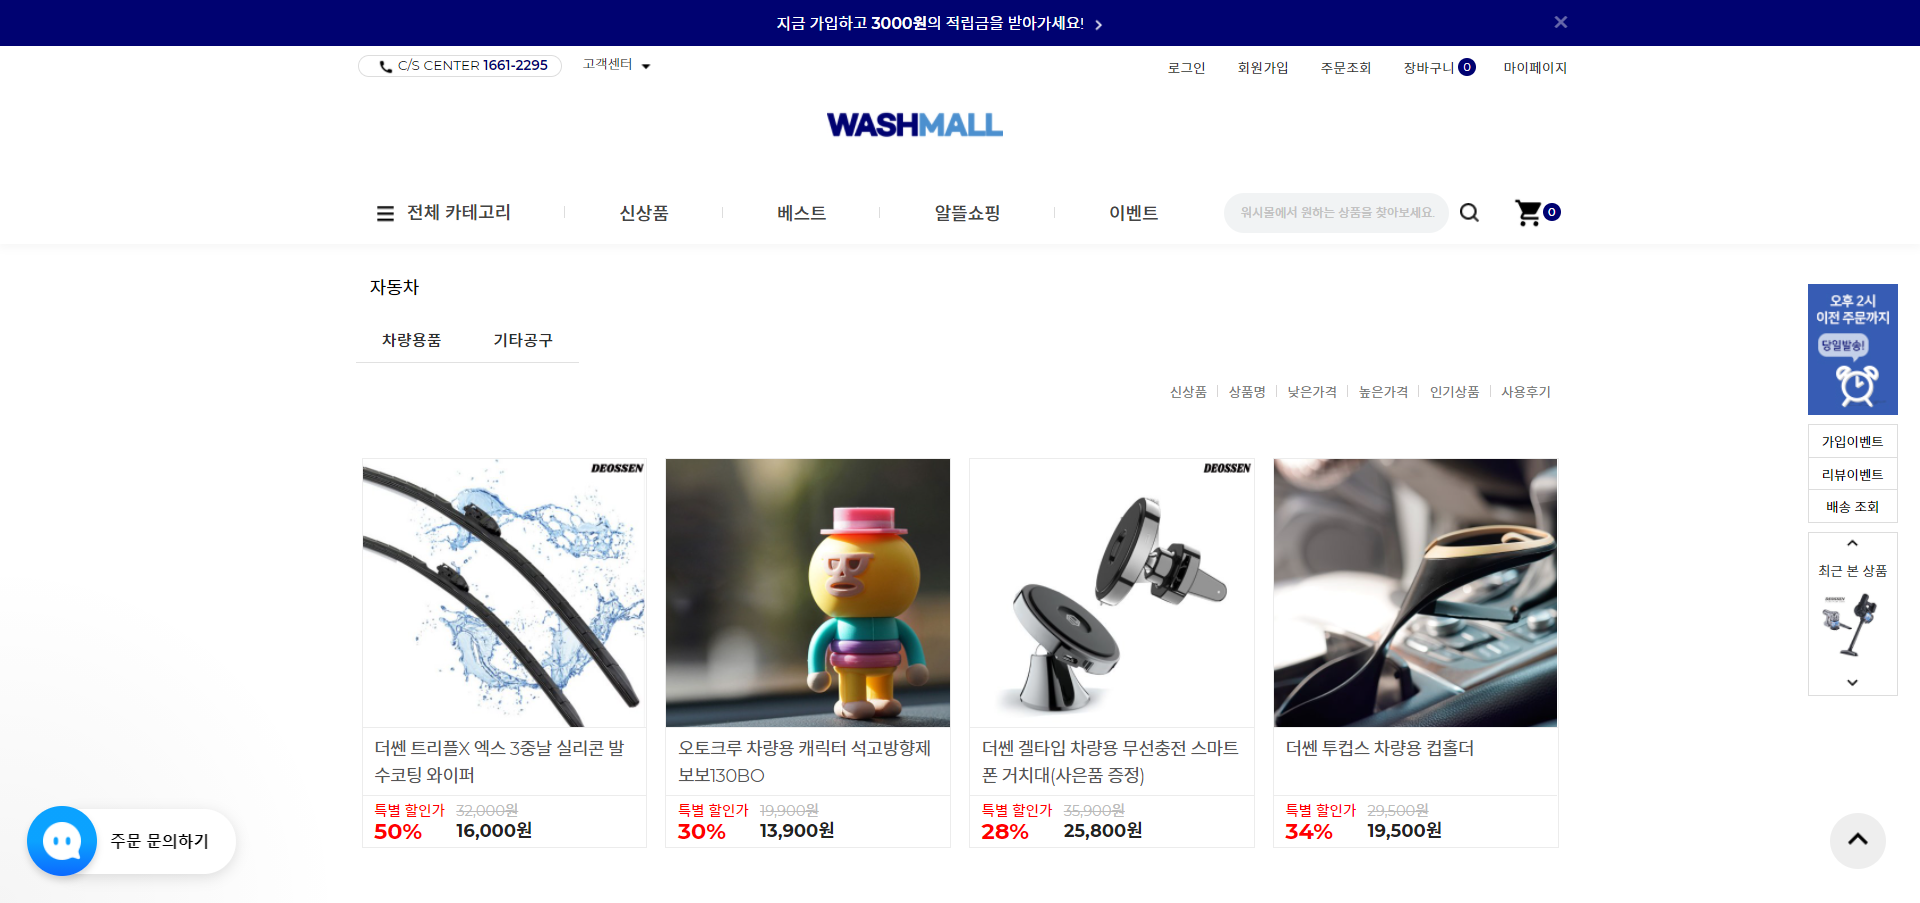 지금 가입하고 3000원의 적립금을 받아가세요!
C/S CENTER 1661-2295
고객센터
로그인
회원가입
주문조회
장바구니 0
마이페이지
WASHMALL
전체 카테고리
신상품
베스트
알뜰쇼핑
이벤트
워시몰에서 원하는 상품을 찾아보세요.
0
자동차
차량용품
기타공구
신상품
상품명
낮은가격
높은가격
인기상품
사용후기
DEOSSEN
더쎈 트리플X 엑스 3중날 실리콘 발
수코팅 와이퍼
특별 할인가 32,000원
50% 16,000원
오토크루 차량용 캐릭터 석고방향제
보보130BO
특별 할인가 19,900원
30% 13,900원
DEOSSEN
더쎈 겔타입 차량용 무선충전 스마트
폰 거치대(사은품 증정)
특별 할인가 35,900원
28% 25,800원
더쎈 투컵스 차량용 컵홀더
특별 할인가 29,500원
34% 19,500원
오후 2시
이전 주문까지
당일발송!
가입이벤트
리뷰이벤트
배송 조회
최근 본 상품
DEOSSEN
주문 문의하기